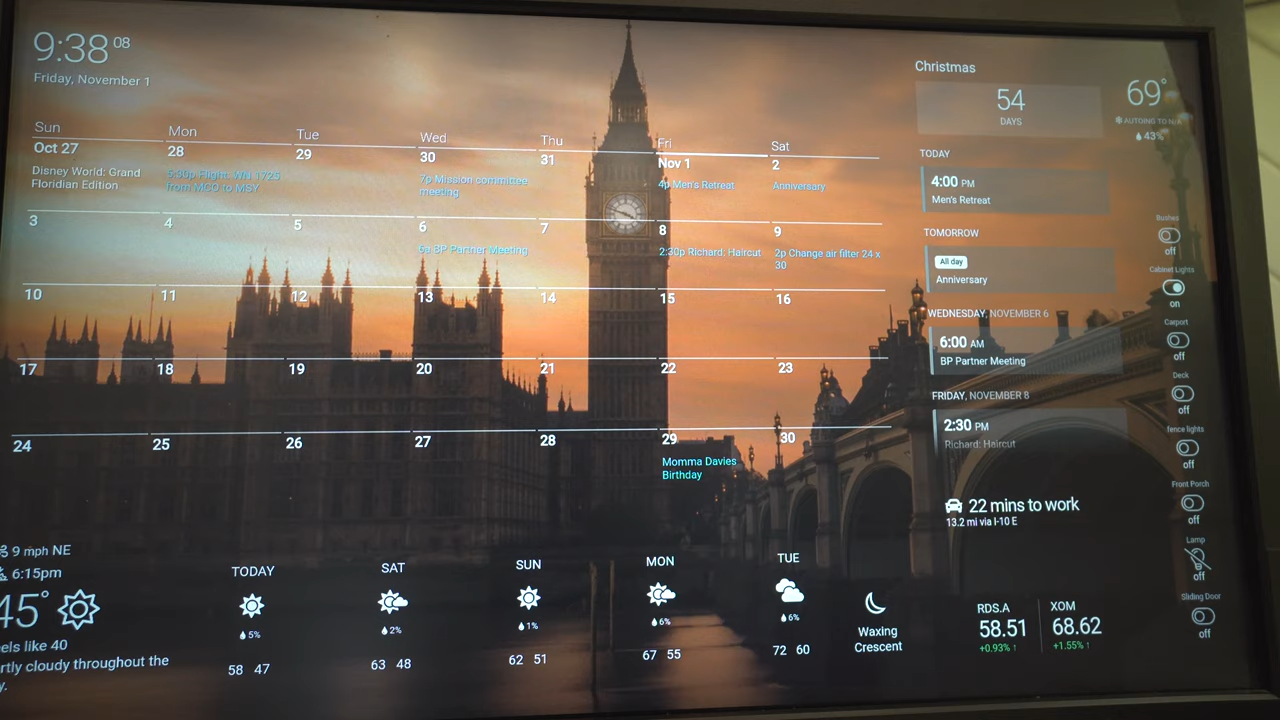 9:38 08
Friday, November 1
Sun Mon Tue Wed Thu Fri Sat
Oct 27 28 29 30 31 Nov 1 2
Disney World: Grand
Floridian Edition
5:30p Flight: WN 1723
from MCO to MSY
7p Mission committee
meeting
4p Men's Retreat
Anniversary
3 4 5 6 7 8 9
6a BP Partner Meeting
2:30p Richard: Haircut
2p Change air filter 24 x
30
10 11 12 13 14 15 16
17 18 19 20 21 22 23
24 25 26 27 28 29 30
Momma Davies
Birthday
Christmas
54
DAYS
69°
AUTOING TO N/A
43%
TODAY
4:00 PM
Men's Retreat
TOMORROW
All day
Anniversary
WEDNESDAY, NOVEMBER 6
6:00 AM
BP Partner Meeting
FRIDAY, NOVEMBER 8
2:30 PM
Richard: Haircut
22 mins to work
13.2 mi via I-10 E
Bushes
off
Cabinet Lights
on
Carport
off
Deck
off
fence lights
off
Front Porch
off
Lamp
off
Sliding Door
off
9 mph NE
6:15pm
45°
els like 40
rtly cloudy throughout the
y.
TODAY
5%
58 47
SAT
2%
63 48
SUN
1%
62 51
MON
6%
67 55
TUE
6%
72 60
Waxing
Crescent
RDS.A
58.51
+0.93% ↑
XOM
68.62
+1.55% ↑